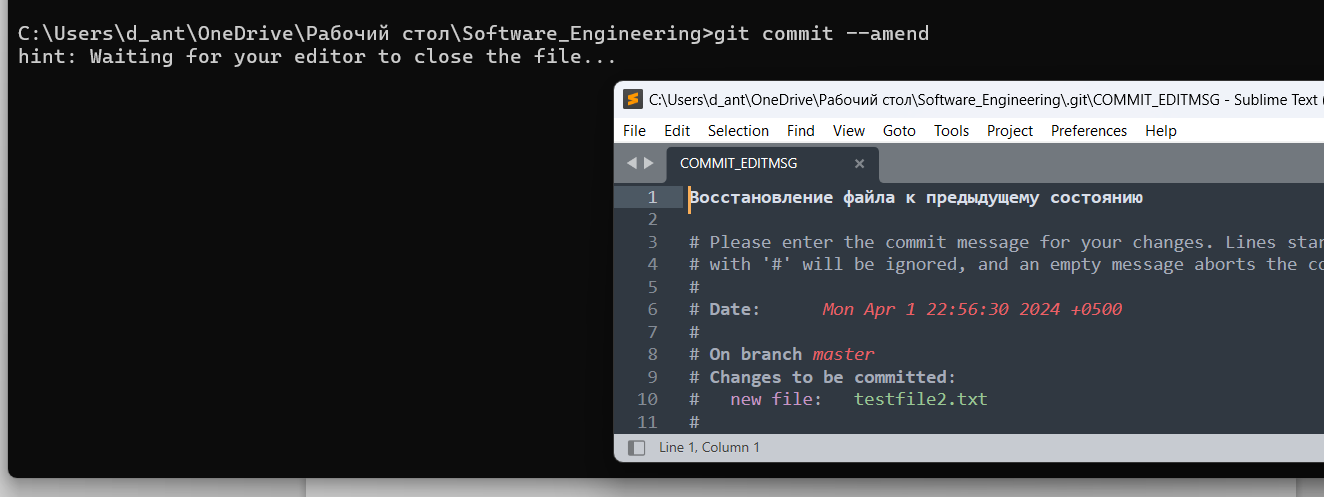 C:\Users\d_ant\OneDrive\Рабочий стол\Software_Engineering>git commit --amend
hint: Waiting for your editor to close the file...
C:\Users\d_ant\OneDrive\Рабочий стол\Software_Engineering\.git\COMMIT_EDITMSG - Sublime Text (
File Edit Selection Find View Goto Tools Project Preferences Help
COMMIT_EDITMSG
1 Восстановление файла к предыдущему состоянию
2
3 # Please enter the commit message for your changes. Lines star
4 # with '#' will be ignored, and an empty message aborts the co
5 #
6 # Date: Mon Apr 1 22:56:30 2024 +0500
7 #
8 # On branch master
9 # Changes to be committed:
10 # new file: testfile2.txt
11 #
Line 1, Column 1